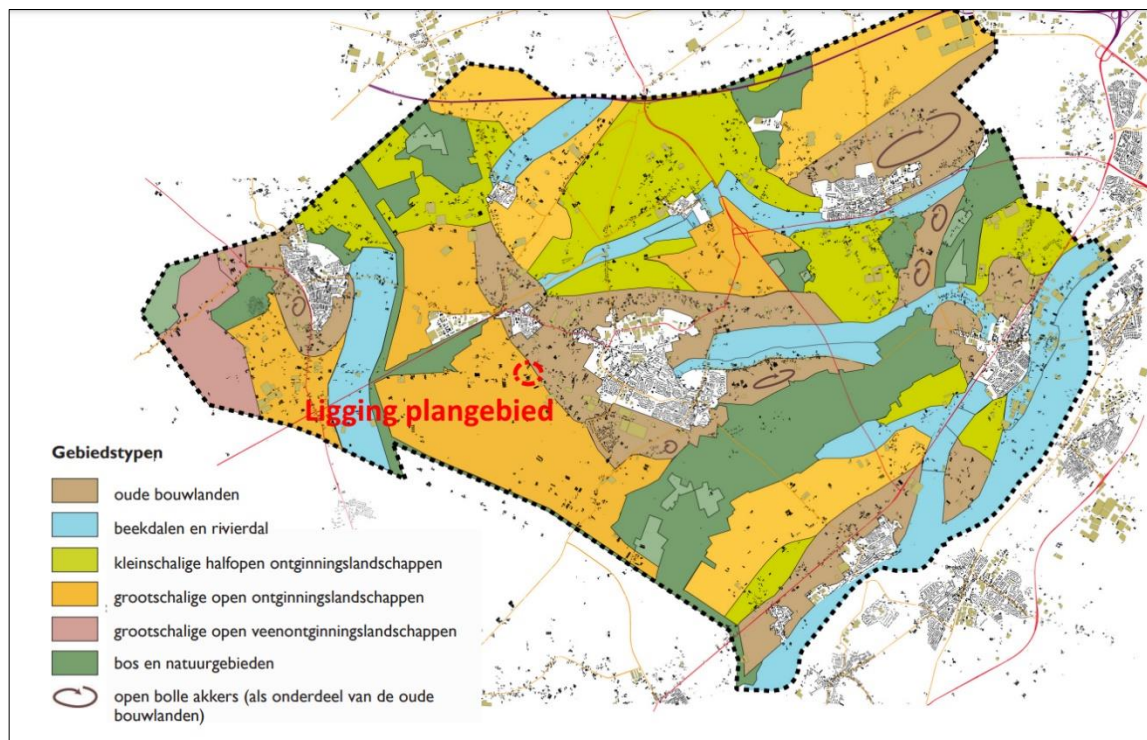 Ligging plangebied
Gebiedstypen
oude bouwlanden
beekdalen en rivierdal
kleinschalige halfopen ontginningslandschappen
grootschalige open ontginningslandschappen
grootschalige open veenontginningslandschappen
bos en natuurgebieden
open bolle akkers (als onderdeel van de oude
bouwlanden)